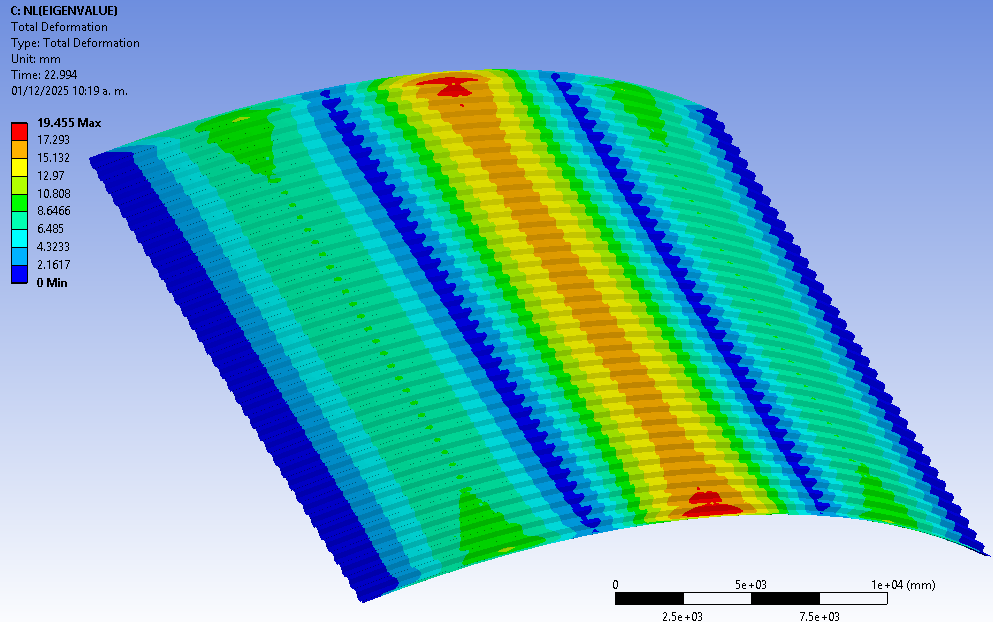 C: NL(EIGENVALUE)
Total Deformation
Type: Total Deformation
Unit: mm
Time: 22.994
01/12/2025 10:19 a. m.
19.455 Max
17.293
15.132
12.97
10.808
8.6466
6.485
4.3233
2.1617
0 Min
0 5e+03 1e+04 (mm)
2.5e+03 7.5e+03